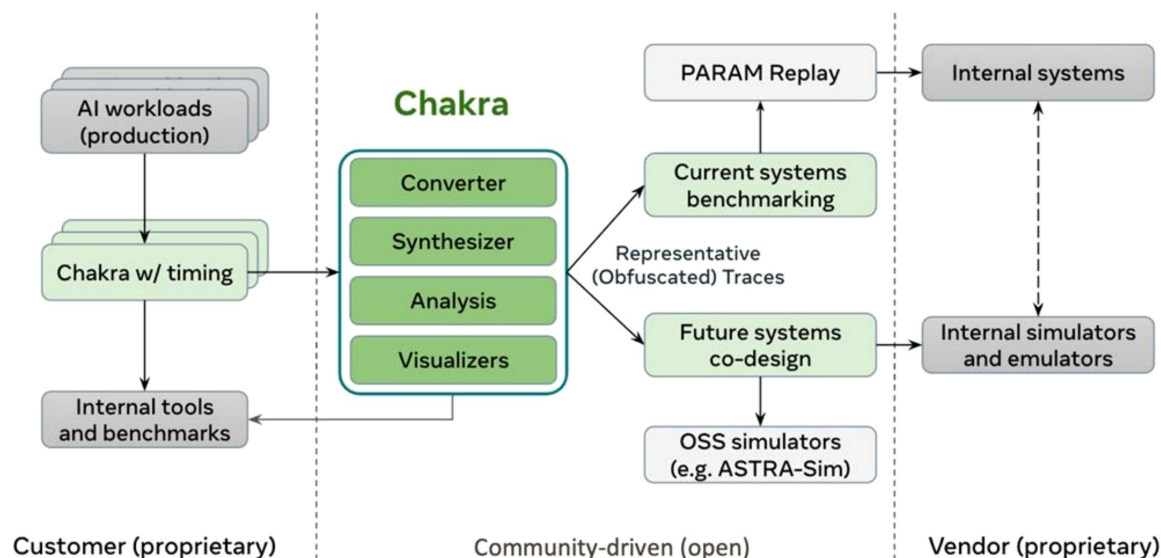 AI workloads
(production)
Chakra w/ timing
Internal tools
and benchmarks
Customer (proprietary)
Chakra
Converter
Synthesizer
Analysis
Visualizers
Representative
(Obfuscated) Traces
PARAM Replay
Current systems
benchmarking
Future systems
co-design
OSS simulators
(e.g. ASTRA-Sim)
Community-driven (open)
Internal systems
Internal simulators
and emulators
Vendor (proprietary)